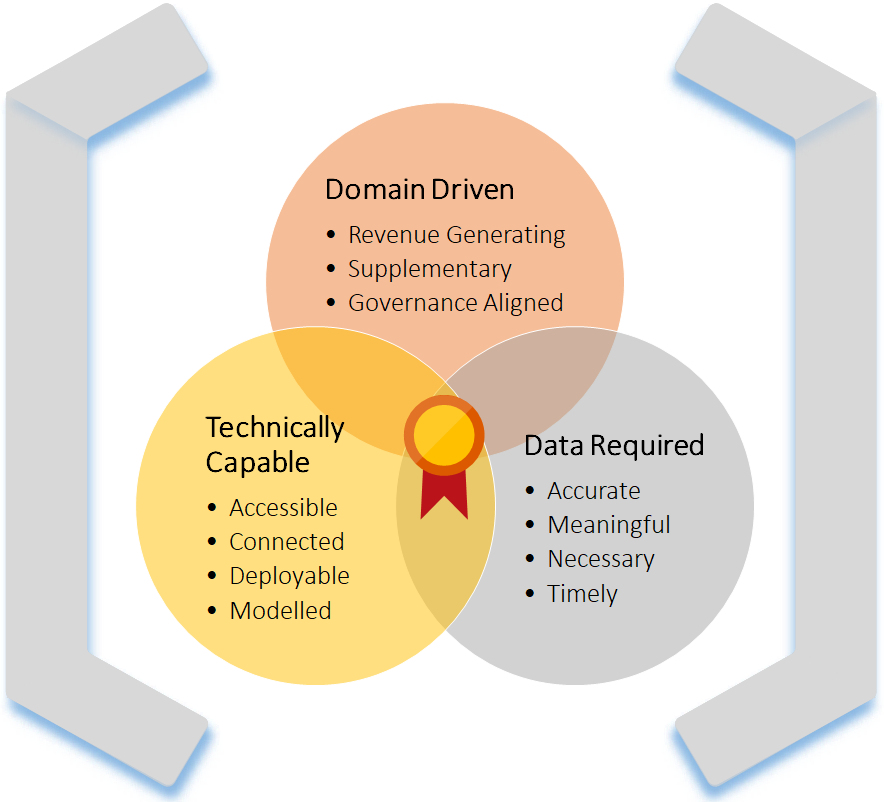 Domain Driven
• Revenue Generating
• Supplementary
• Governance Aligned
Technically
Capable
• Accessible
• Connected
• Deployable
• Modelled
Data Required
• Accurate
• Meaningful
• Necessary
• Timely